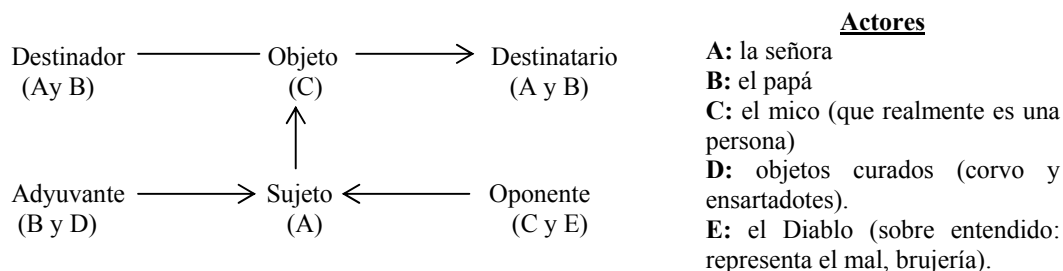 Actores
Destinador Objeto Destinatario
(Ay B) (C) (A y B)
Adyuvante Sujeto Oponente
(B y D) (A) (C y E)
A: la señora
B: el papá
C: el mico (que realmente es una
persona)
D: objetos curados (corvo y
ensartadotes).
E: el Diablo (sobre entendido:
representa el mal, brujería).